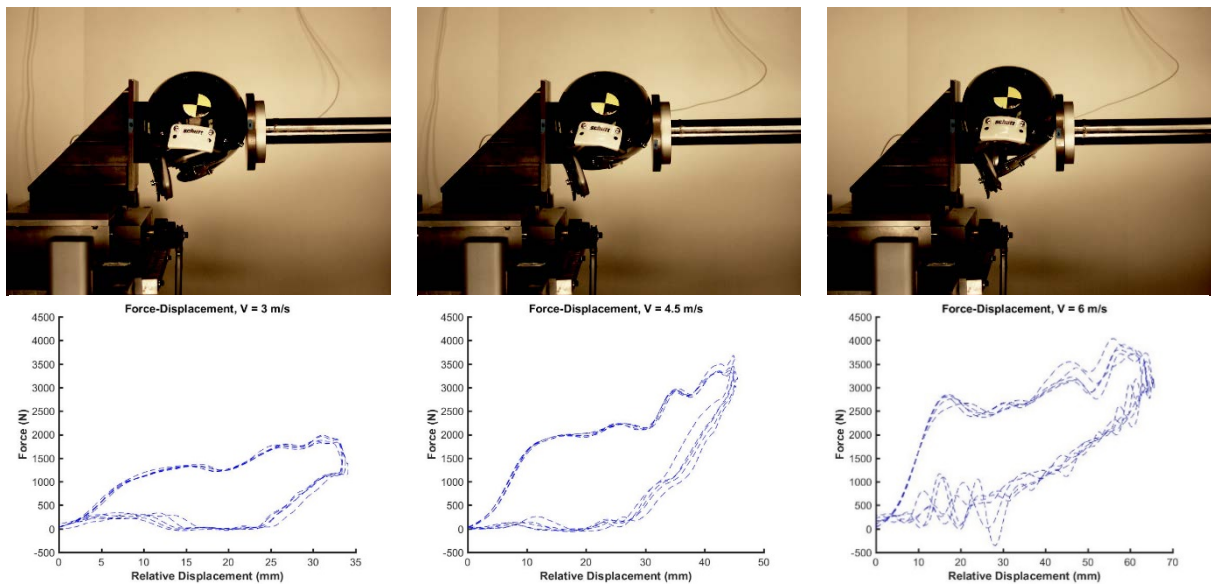 schutt
schutt
schutt
Force-Displacement, V = 3 m/s
4500
4000
3500
3000
2500
2000
1500
1000
500
0
-500
Force (N)
0 5 10 15 20 25 30 35
Relative Displacement (mm)
Force-Displacement, V = 4.5 m/s
4500
4000
3500
3000
2500
2000
1500
1000
500
0
-500
Force (N)
0 10 20 30 40 50
Relative Displacement (mm)
Force-Displacement, V = 6 m/s
4500
4000
3500
3000
2500
2000
1500
1000
500
0
-500
Force (N)
0 10 20 30 40 50 60 70
Relative Displacement (mm)